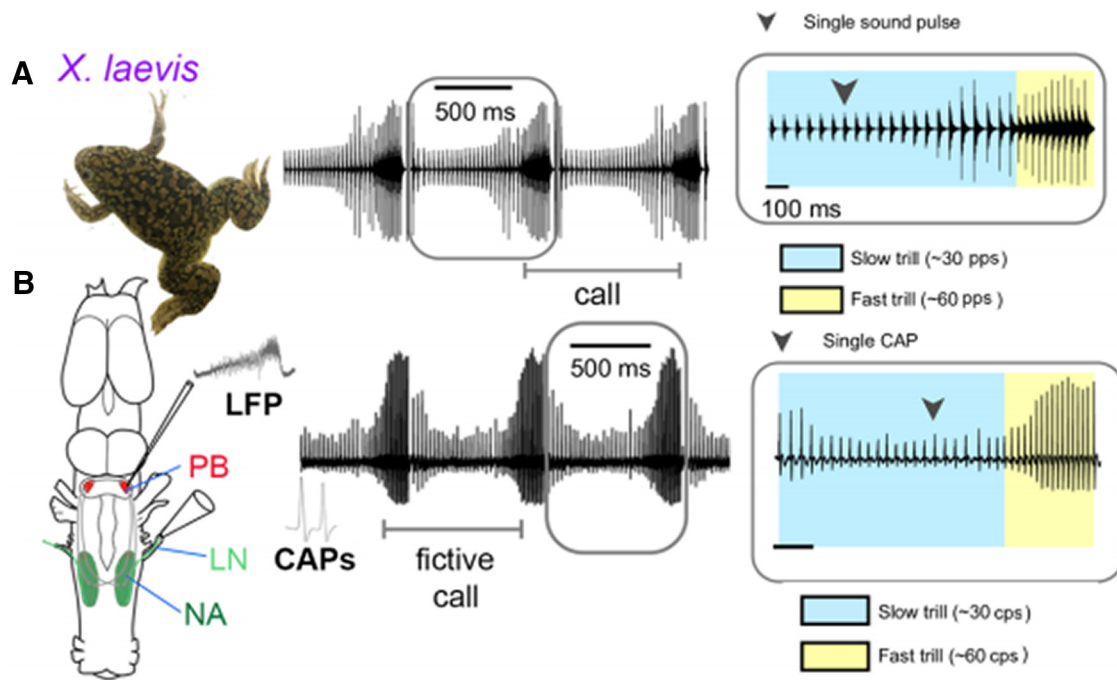 A
X. laevis
500 ms
call
Single sound pulse
100 ms
Slow trill (~30 pps)
Fast trill (~60 pps)
B
LFP
PB
LN
NA
CAPs
500 ms
fictive
call
Single CAP
Slow trill (~30 cps)
Fast trill (~60 cps)